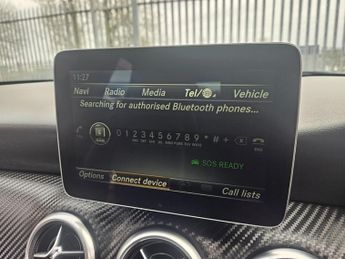 11:27
Navi Radio Media Tel/ Vehicle
Searching for authorised Bluetooth phones...
0 1 2 3 4 5 6 7 8 9 * # +
SOS READY
Options Connect device Call lists